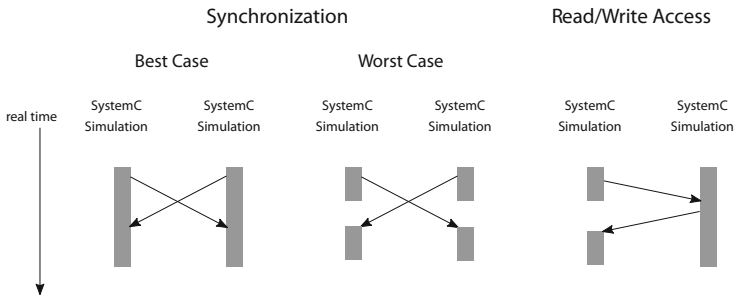 Synchronization
Read/Write Access
Best Case
Worst Case
real time
SystemC
Simulation
SystemC
Simulation
SystemC
Simulation
SystemC
Simulation
SystemC
Simulation
SystemC
Simulation